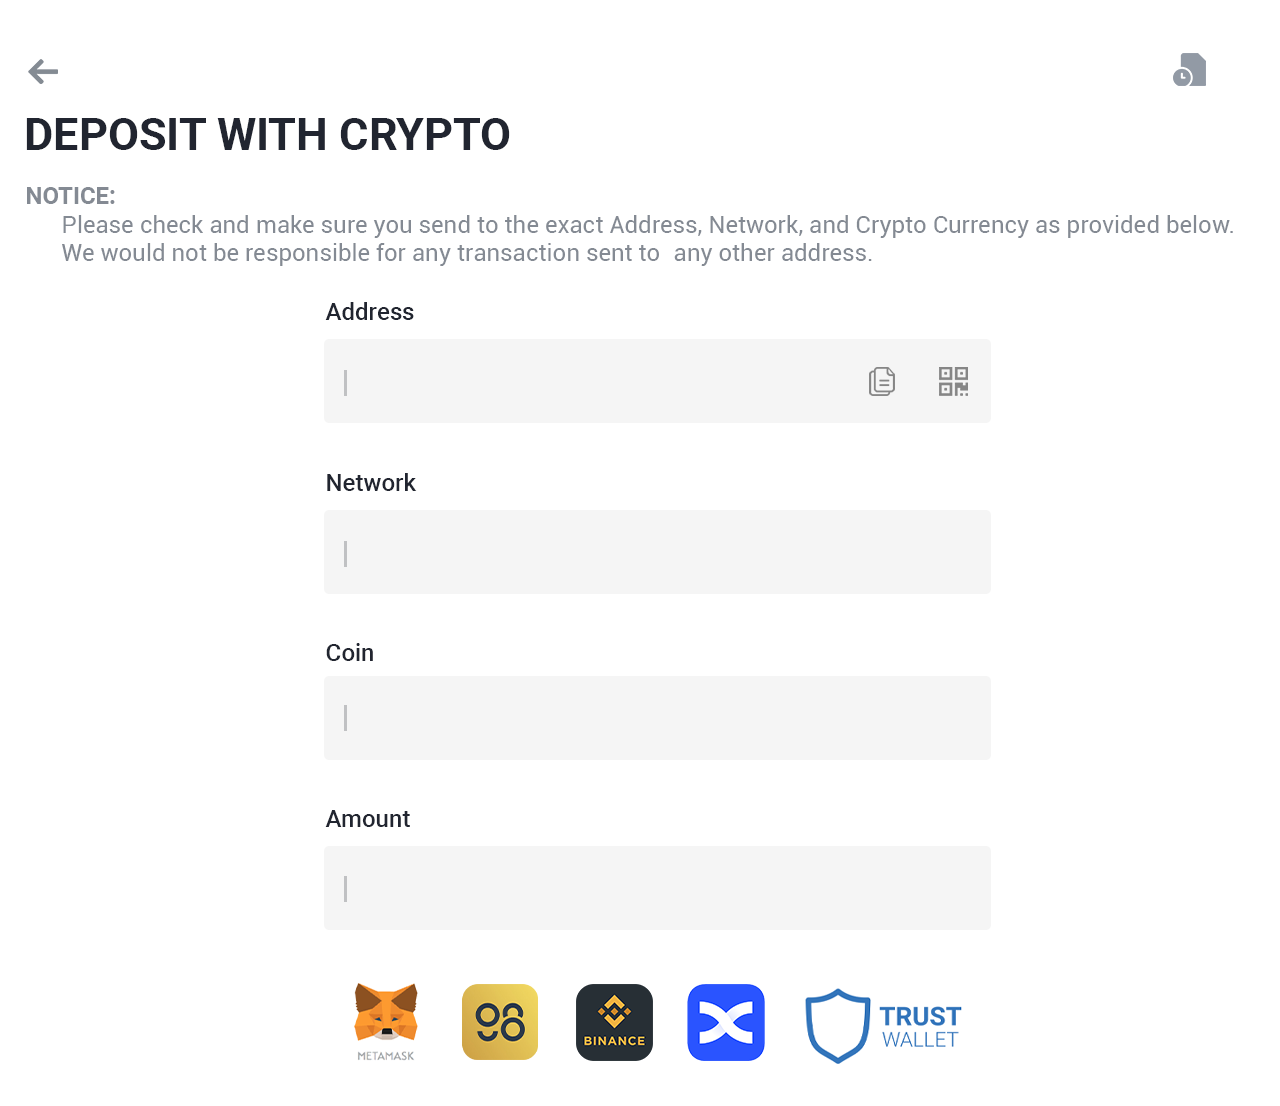 DEPOSIT WITH CRYPTO
NOTICE:
Please check and make sure you send to the exact Address, Network, and Crypto Currency as provided below.
We would not be responsible for any transaction sent to  any other address.
Address
Network
Coin
Amount
METAMASK
98
BINANCE
TRUST
WALLET